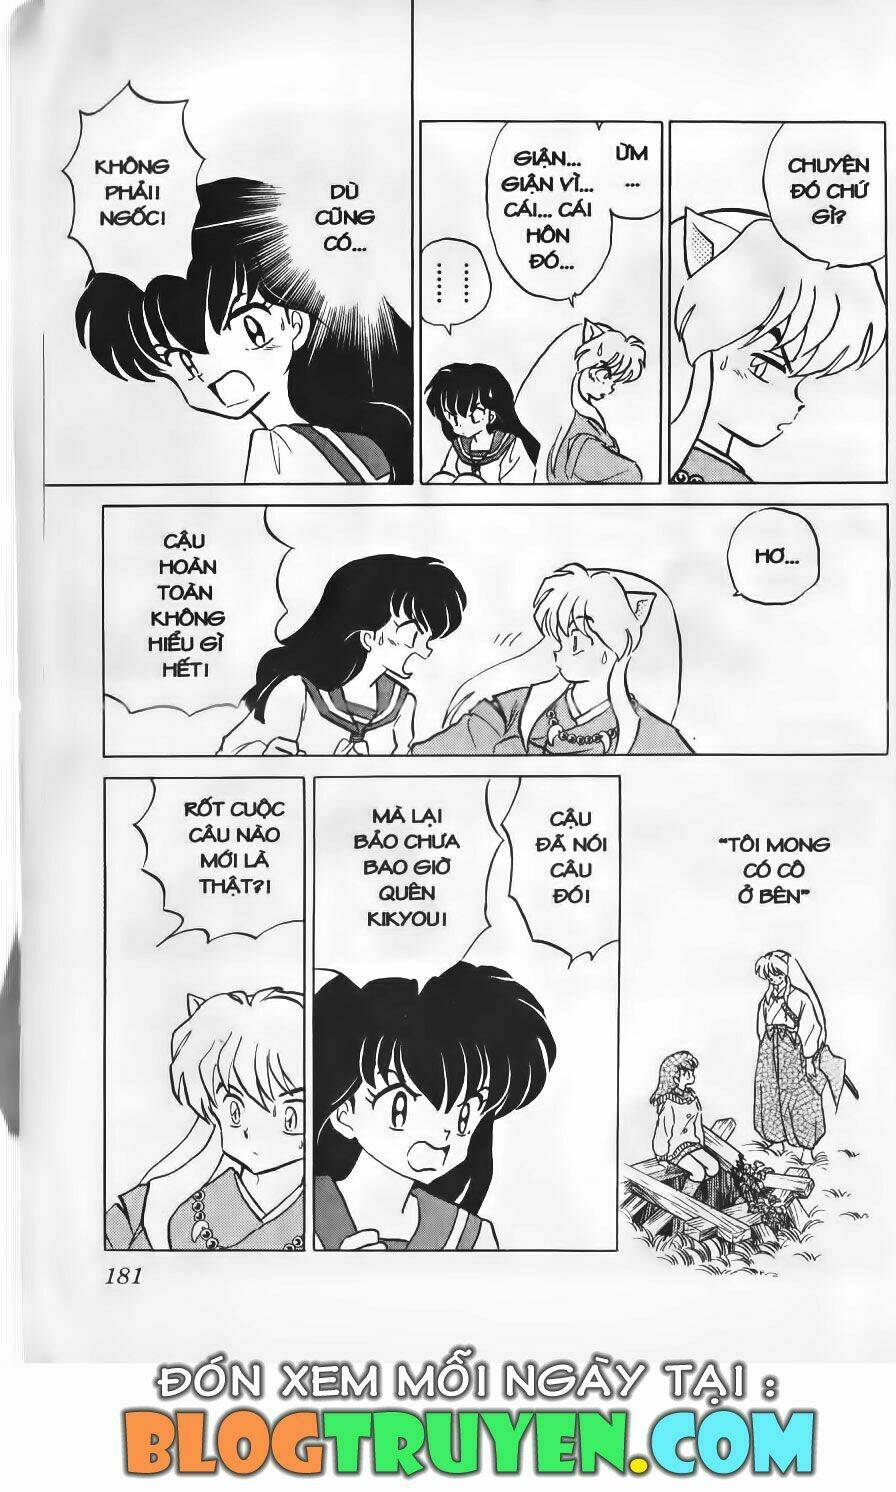 CHUYỆN
ĐÓ CHỨ
GÌ?
ỪM
...
GIẬN...
GIẬN VÌ...
CÁI... CÁI
HÔN
ĐÓ...
......
DÙ
CŨNG
CÓ...
KHÔNG
PHẢI!
NGỐC!
HƠ...
CẬU
HOÀN
TOÀN
KHÔNG
HIỂU GÌ
HẾT!
"TÔI MONG
CÓ CÔ
Ở BÊN"
CẬU
ĐÃ NÓI
CÂU
ĐÓ!
MÀ LẠI
BẢO CHƯA
BAO GIỜ
QUÊN
KIKYOU!
RỐT CUỘC
CÂU NÀO
MỚI LÀ
THẬT?!
181
ĐÓN XEM MỖI NGÀY TẠI :
BLOGTRUYEN.COM